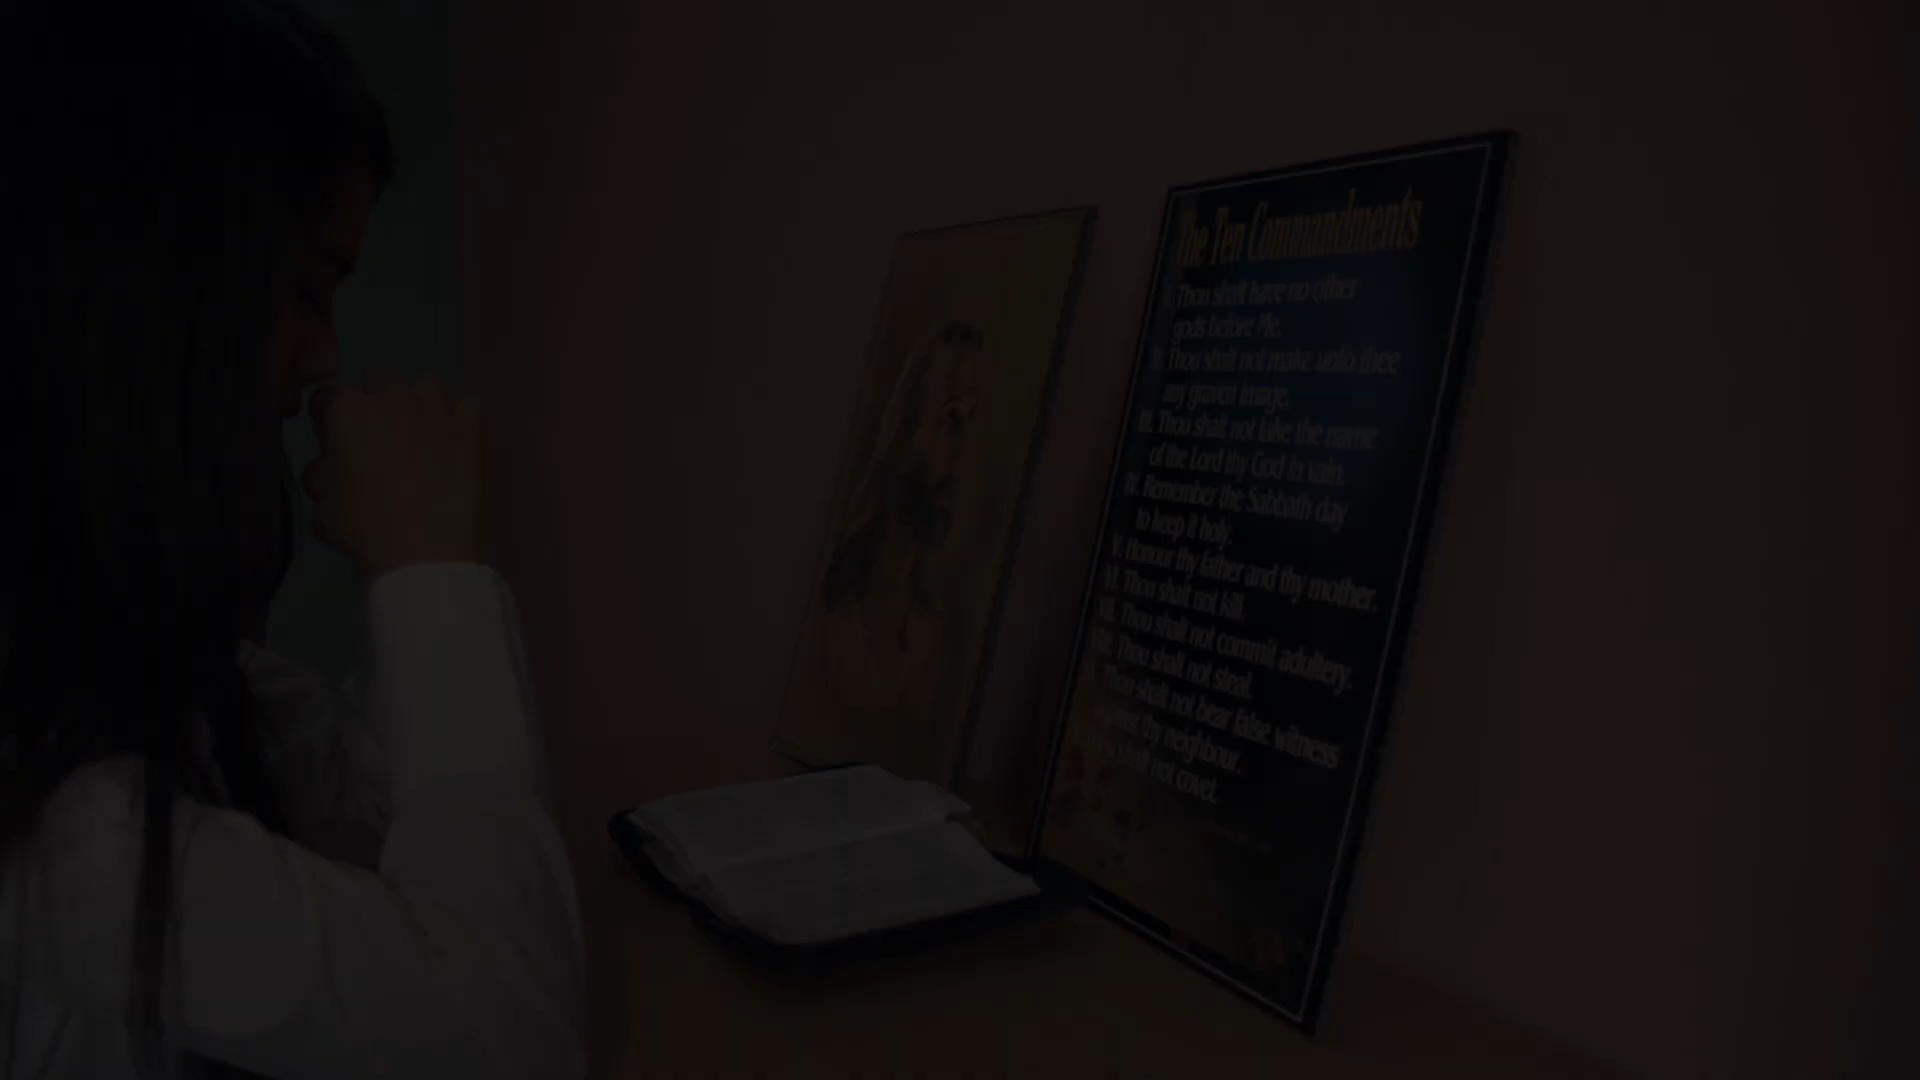 The Ten Commandments
I. Thou shalt have no other
gods before Me.
II. Thou shalt not make unto thee
any graven image.
III. Thou shalt not take the name
of the Lord thy God in vain.
IV. Remember the Sabbath day
to keep it holy.
V. Honour thy father and thy mother.
VI. Thou shalt not kill.
VII. Thou shalt not commit adultery.
VIII. Thou shalt not steal.
Thou shalt not bear false witness
against thy neighbour.
shalt not covet.